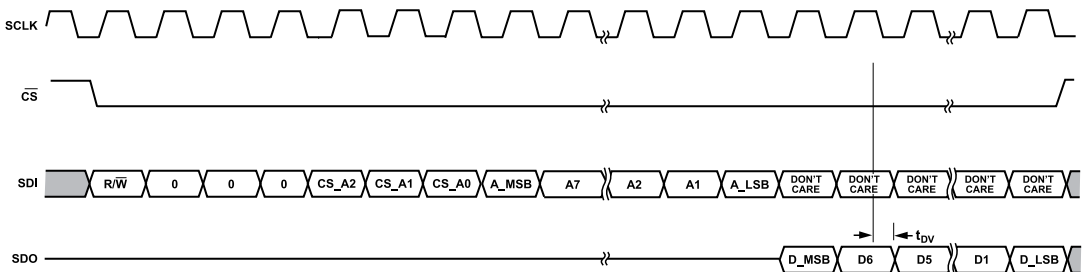 SCLK
CS
SDI
R/W 0 0 0 CS_A2 CS_A1 CS_A0 A_MSB A7 A2 A1 A_LSB DON'T CARE DON'T CARE DON'T CARE DON'T CARE DON'T CARE
tDV
SDO
D_MSB D6 D5 D1 D_LSB